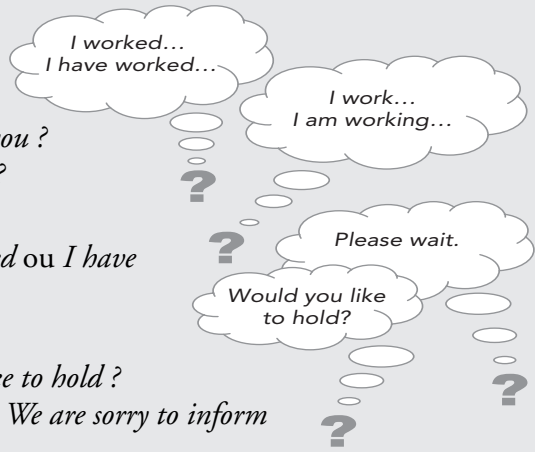 I worked…
I have worked…
I work…
I am working…
ou ?
?
d ou I have
Please wait.
Would you like
to hold?
e to hold ?
We are sorry to inform
?
?
?
?